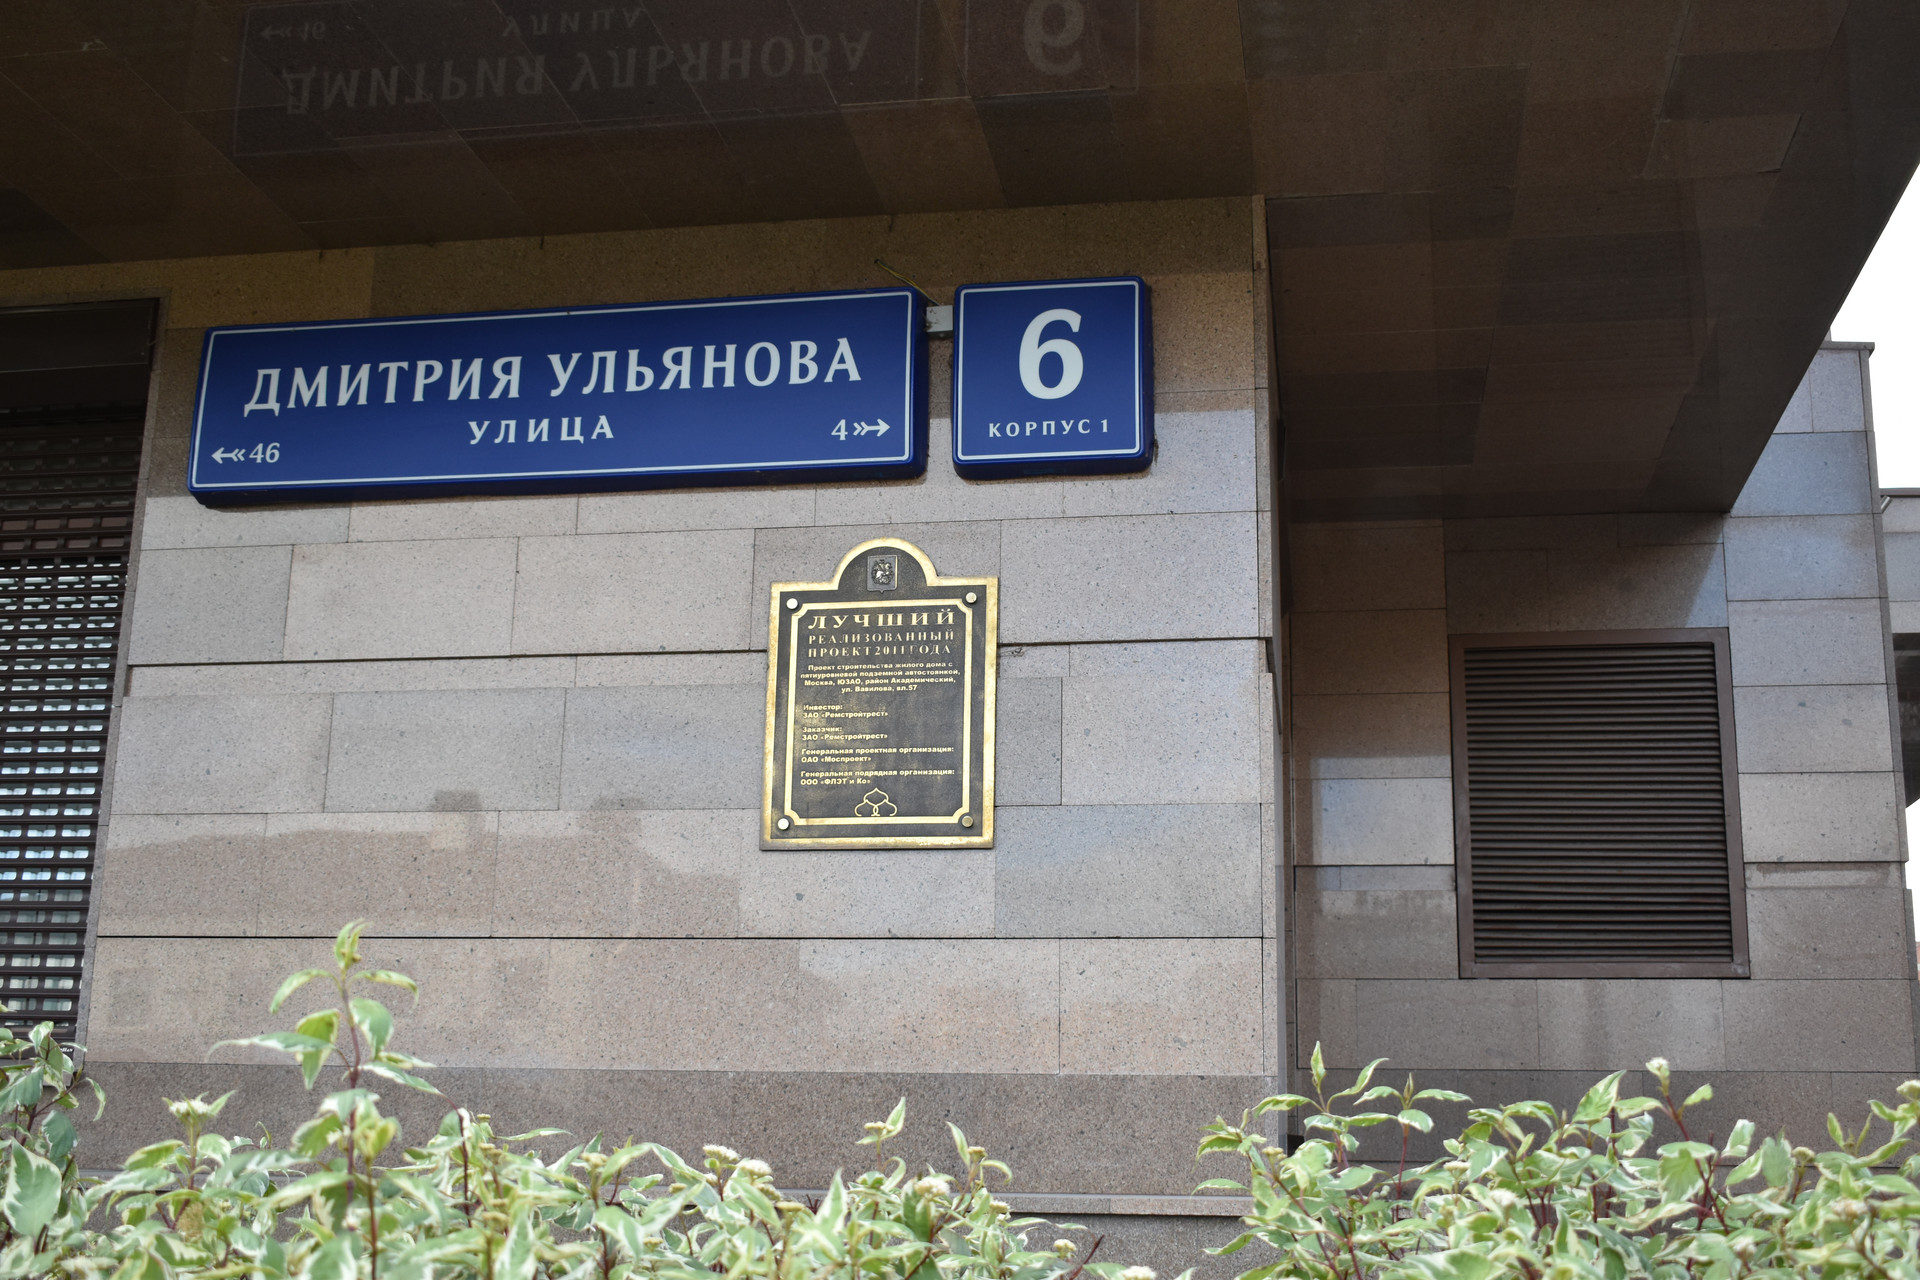 ДМИТРИЯ УЛЬЯНОВА
УЛИЦА
46
4
6
КОРПУС 1
ЛУЧШИЙ
РЕАЛИЗОВАННЫЙ
ПРОЕКТ 2011 ГОДА
Проект строительства жилого дома с
пятиуровневой подземной автостоянкой,
Москва, ЮЗАО, район Академический,
ул. Вавилова, вл.57
Инвестор:
ЗАО «Ремстройтрест»
Заказчик:
ЗАО «Ремстройтрест»
Генеральная проектная организация:
ОАО «Моспроект»
Генеральная подрядная организация:
ООО «ФЛЭТ и Ко»